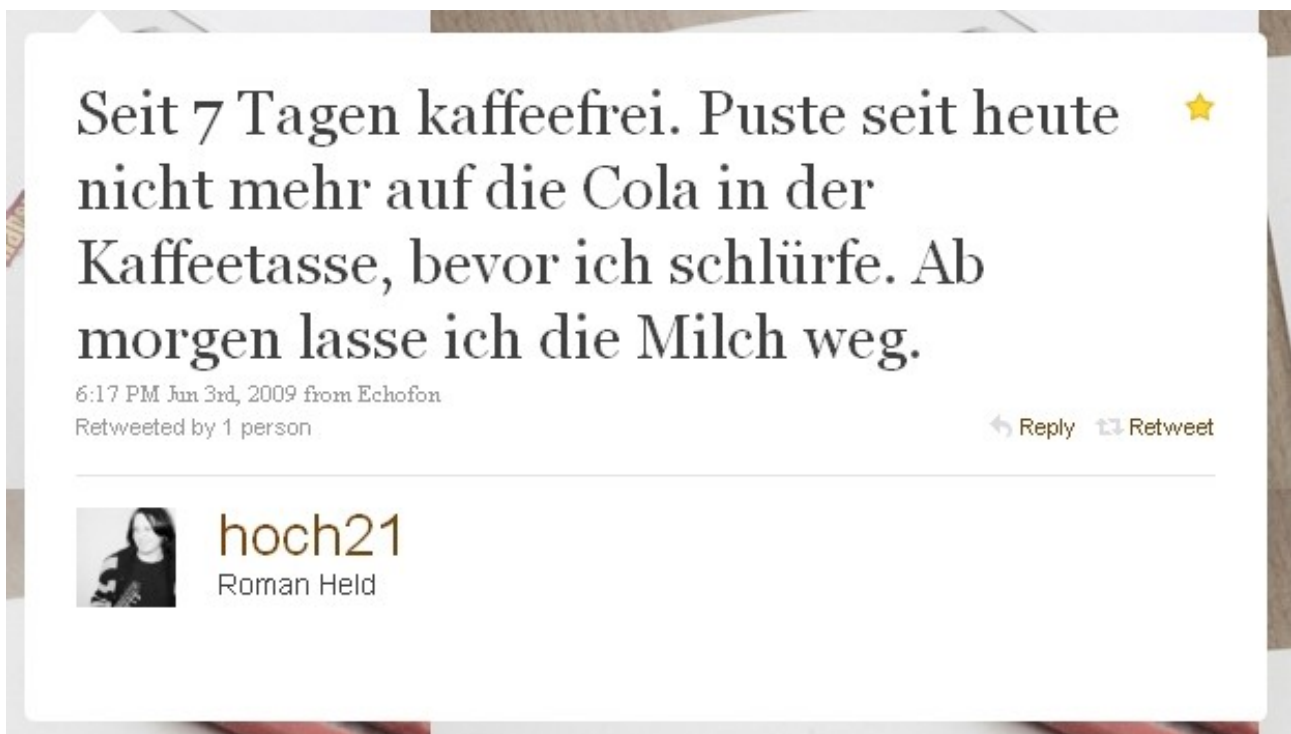 Seit 7 Tagen kaffeefrei. Puste seit heute
nicht mehr auf die Cola in der
Kaffeetasse, bevor ich schlürfe. Ab
morgen lasse ich die Milch weg.
6:17 PM Jun 3rd, 2009 from Echofon
Retweeted by 1 person
Reply Retweet
hoch21
Roman Held